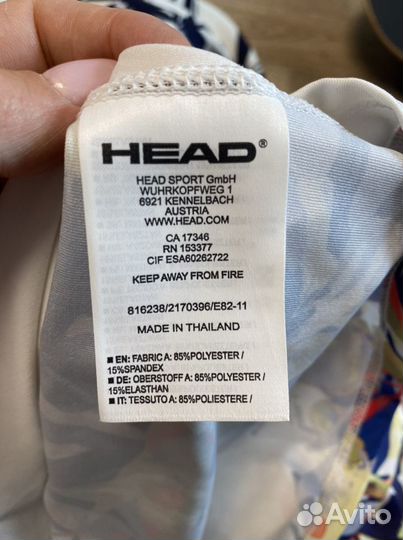 HEAD®
HEAD SPORT GmbH
WUHRKOPFWEG 1
6921 KENNELBACH
AUSTRIA
WWW.HEAD.COM
CA 17346
RN 153377
CIF ESA60262722
KEEP AWAY FROM FIRE
816238/2170396/E82-11
MADE IN THAILAND
■ EN: FABRIC A: 85%POLYESTER /
15%SPANDEX
■ DE: OBERSTOFF A: 85%POLYESTER /
15%ELASTHAN
■ IT: TESSUTO A: 85%POLIESTERE /
Avito